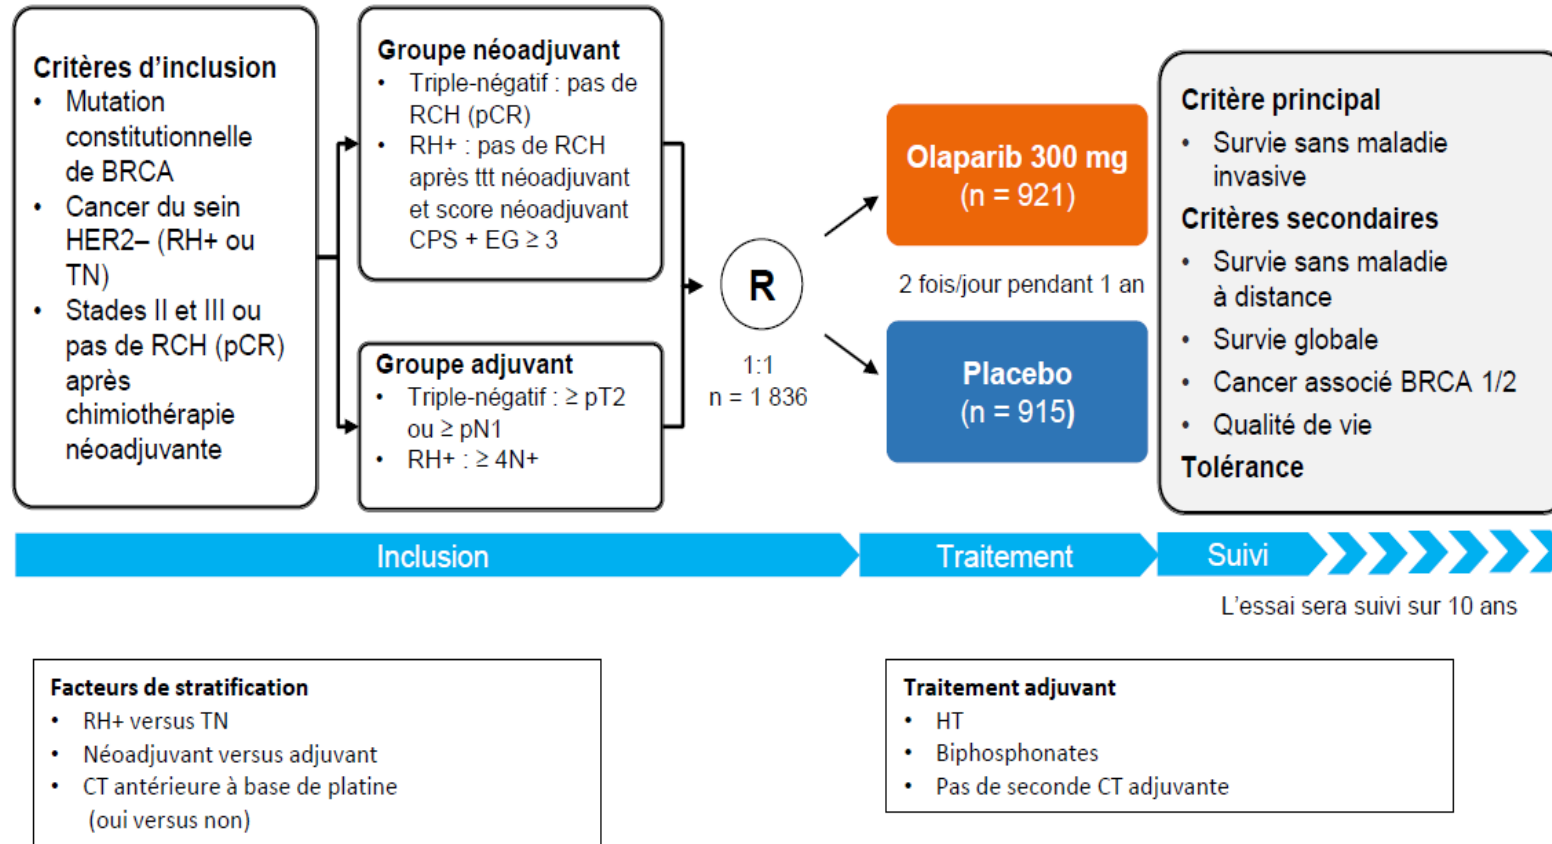 Critères d’inclusion
• Mutation
constitutionnelle
de BRCA
• Cancer du sein
HER2– (RH+ ou
TN)
• Stades II et III ou
pas de RCH (pCR)
après
chimiothérapie
néoadjuvante
Groupe néoadjuvant
• Triple-négatif : pas de
RCH (pCR)
• RH+ : pas de RCH
après ttt néoadjuvant
et score néoadjuvant
CPS + EG ≥ 3
Groupe adjuvant
• Triple-négatif : ≥ pT2
ou ≥ pN1
• RH+ : ≥ 4N+
R
1:1
n = 1 836
Olaparib 300 mg
(n = 921)
2 fois/jour pendant 1 an
Placebo
(n = 915)
Critère principal
• Survie sans maladie
invasive
Critères secondaires
• Survie sans maladie
à distance
• Survie globale
• Cancer associé BRCA 1/2
• Qualité de vie
Tolérance
Inclusion
Traitement
Suivi
L’essai sera suivi sur 10 ans
Facteurs de stratification
• RH+ versus TN
• Néoadjuvant versus adjuvant
• CT antérieure à base de platine
(oui versus non)
Traitement adjuvant
• HT
• Biphosphonates
• Pas de seconde CT adjuvante